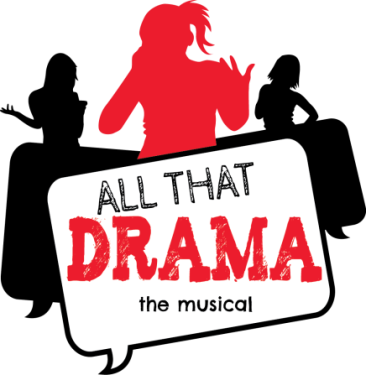 ALL THAT
DRAMA
the musical